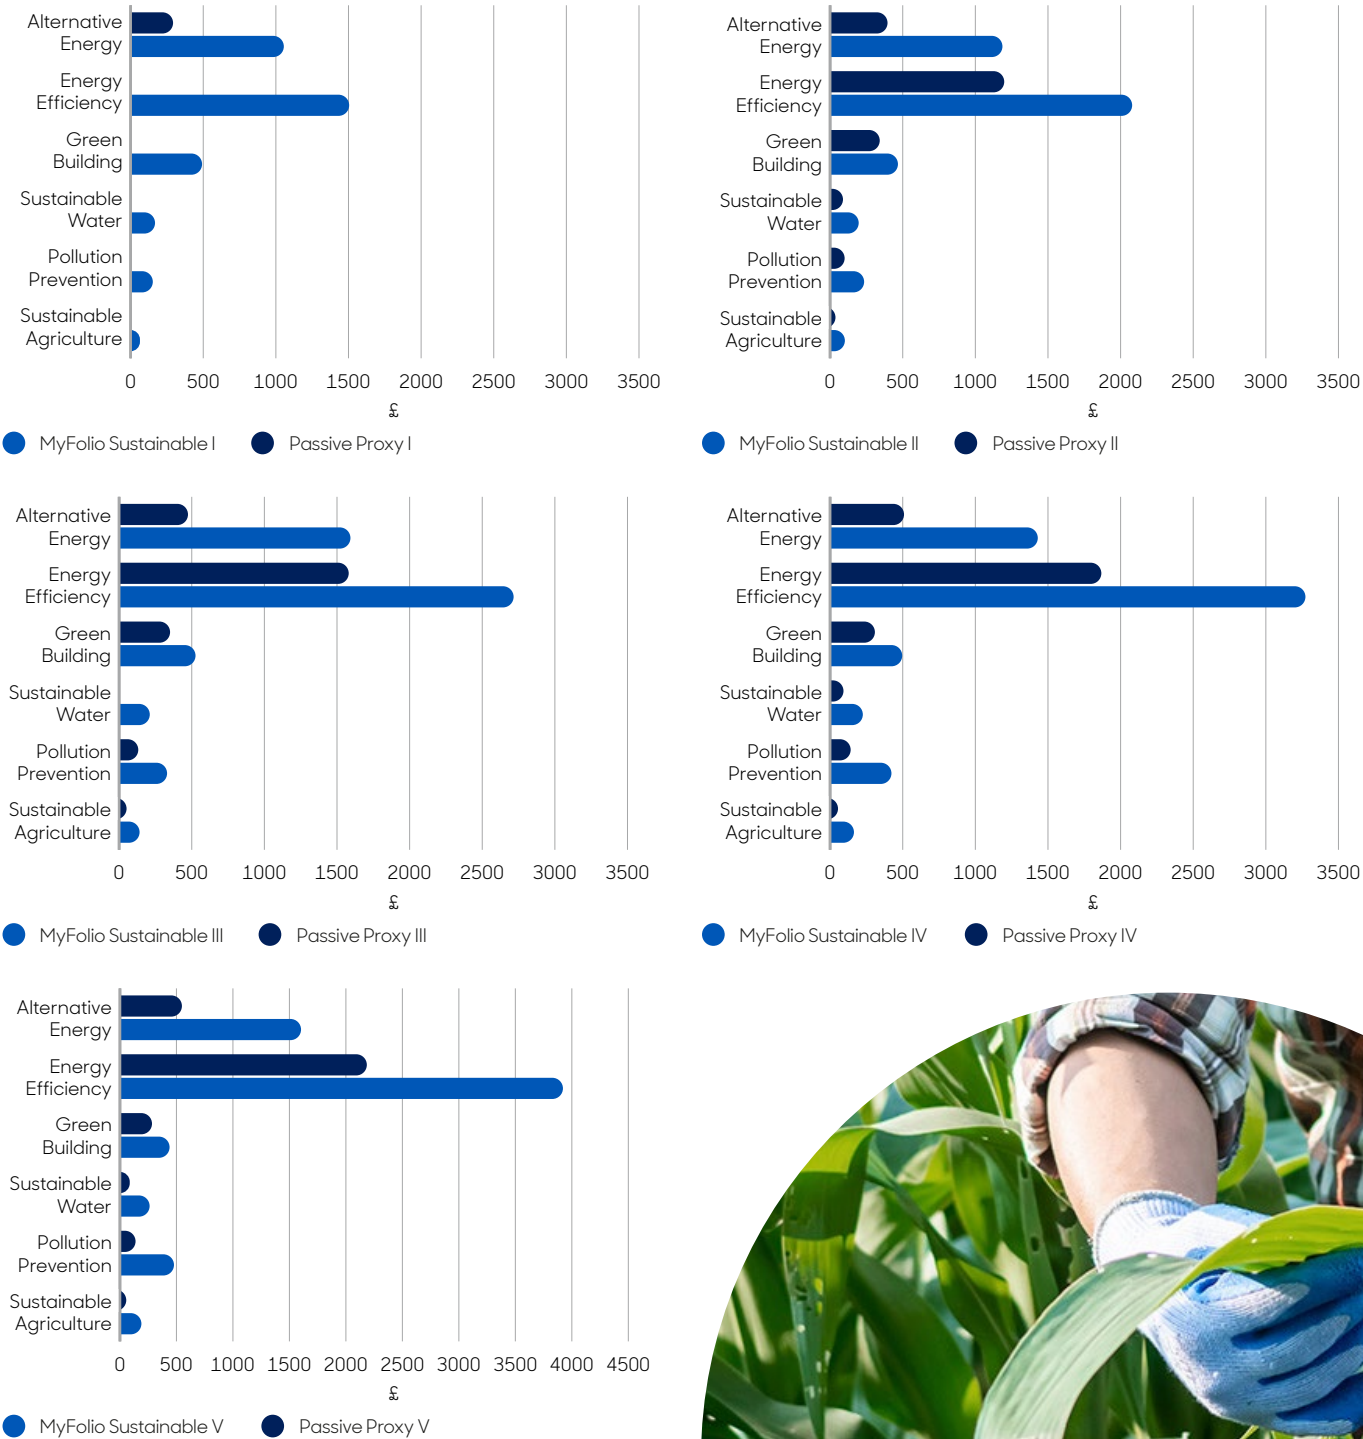 Alternative
Energy
Energy
Efficiency
Green
Building
Sustainable
Water
Pollution
Prevention
Sustainable
Agriculture
0 500 1000 1500 2000 2500 3000 3500
£
MyFolio Sustainable I Passive Proxy I
Alternative
Energy
Energy
Efficiency
Green
Building
Sustainable
Water
Pollution
Prevention
Sustainable
Agriculture
0 500 1000 1500 2000 2500 3000 3500
£
MyFolio Sustainable II Passive Proxy II
Alternative
Energy
Energy
Efficiency
Green
Building
Sustainable
Water
Pollution
Prevention
Sustainable
Agriculture
0 500 1000 1500 2000 2500 3000 3500
£
MyFolio Sustainable III Passive Proxy III
Alternative
Energy
Energy
Efficiency
Green
Building
Sustainable
Water
Pollution
Prevention
Sustainable
Agriculture
0 500 1000 1500 2000 2500 3000 3500
£
MyFolio Sustainable IV Passive Proxy IV
Alternative
Energy
Energy
Efficiency
Green
Building
Sustainable
Water
Pollution
Prevention
Sustainable
Agriculture
0 500 1000 1500 2000 2500 3000 3500 4000 4500
£
MyFolio Sustainable V Passive Proxy V